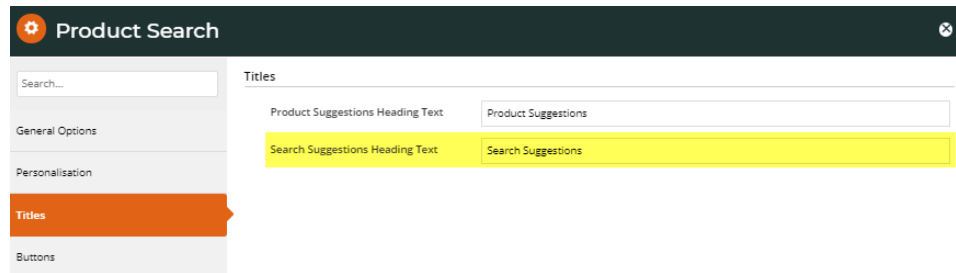 Product Search
Search...
General Options
Personalisation
Titles
Buttons
Titles
Product Suggestions Heading Text Product Suggestions
Search Suggestions Heading Text Search Suggestions